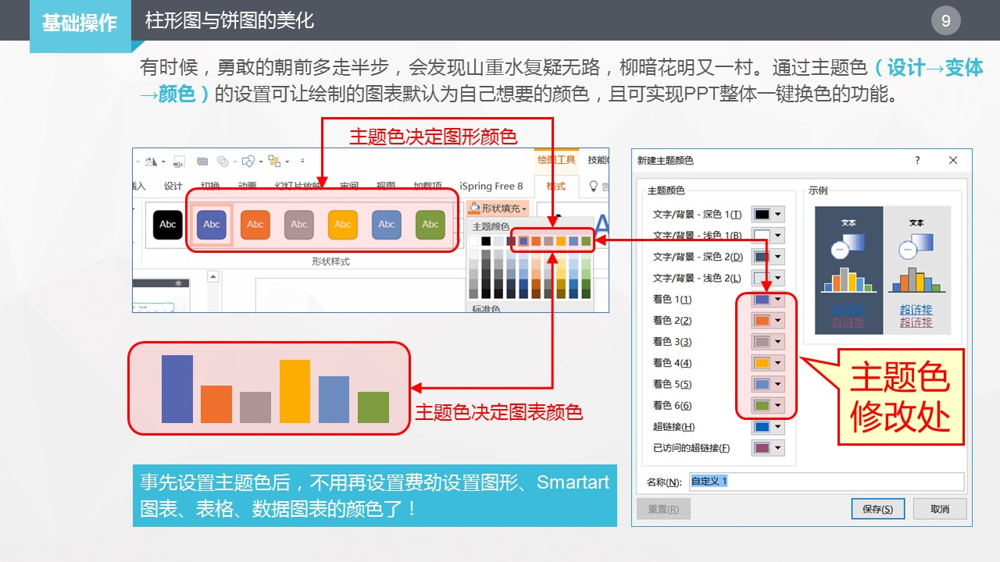 基础操作
柱形图与饼图的美化
9
有时候，勇敢的朝前多走半步，会发现山重水复疑无路，柳暗花明又一村。通过主题色（设计→变体
→颜色）的设置可让绘制的图表默认为自己想要的颜色，且可实现PPT整体一键换色的功能。
主题色决定图形颜色
绘图工具 技能
插入 设计 切换 动画 幻灯片放映 审阅 视图 加载项 iSpring Free 8 格式 告
Abc Abc Abc Abc Abc Abc Abc
形状填充
A
主题颜色
形状样式
标准色
主题色决定图表颜色
事先设置主题色后，不用再设置费劲设置图形、Smartart
图表、表格、数据图表的颜色了！
新建主题颜色 ? ×
主题颜色
示例
文字/背景 - 深色 1(T)
文字/背景 - 浅色 1(B)
文字/背景 - 深色 2(D)
文字/背景 - 浅色 2(L)
着色 1(1)
着色 2(2)
着色 3(3)
着色 4(4)
着色 5(5)
着色 6(6)
超链接(H)
已访问的超链接(F)
文本 文本
超链接 超链接
超链接 超链接
主题色
修改处
名称(N): 自定义 1
重置(R) 保存(S) 取消